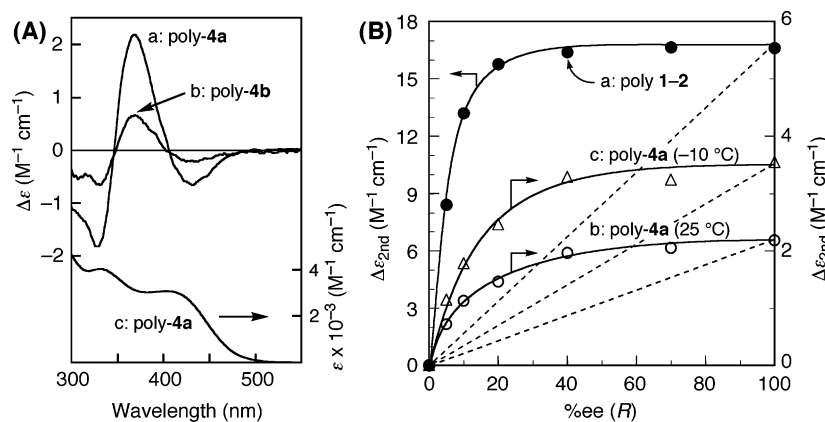 (A)
2
1
0
−1
−2
Δε (M⁻¹ cm⁻¹)
a: poly-4a
b: poly-4b
c: poly-4a
4
2
ε x 10⁻³ (M⁻¹ cm⁻¹)
300 400 500
Wavelength (nm)
(B)
18
15
12
9
6
3
0
Δε2nd (M⁻¹ cm⁻¹)
a: poly 1–2
c: poly-4a (–10 °C)
b: poly-4a (25 °C)
6
4
2
0
Δε2nd (M⁻¹ cm⁻¹)
0 20 40 60 80 100
%ee (R)